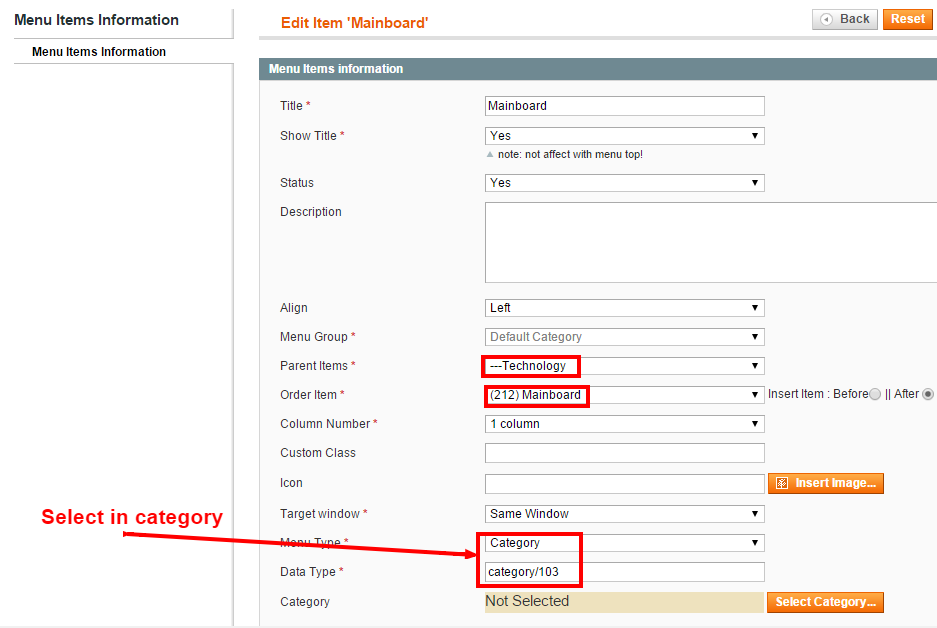 Menu Items Information
Menu Items Information
Edit Item 'Mainboard'
Back
Reset
Menu Items information
Title *
Mainboard
Show Title *
Yes
note: not affect with menu top!
Status
Yes
Description
Align
Left
Menu Group *
Default Category
Parent Items *
---Technology
Order Item *
(212) Mainboard
Insert Item : Before || After
Column Number *
1 column
Custom Class
Icon
Insert Image...
Target window *
Same Window
Select in category
Menu Type *
Category
Data Type *
category/103
Category
Not Selected
Select Category...